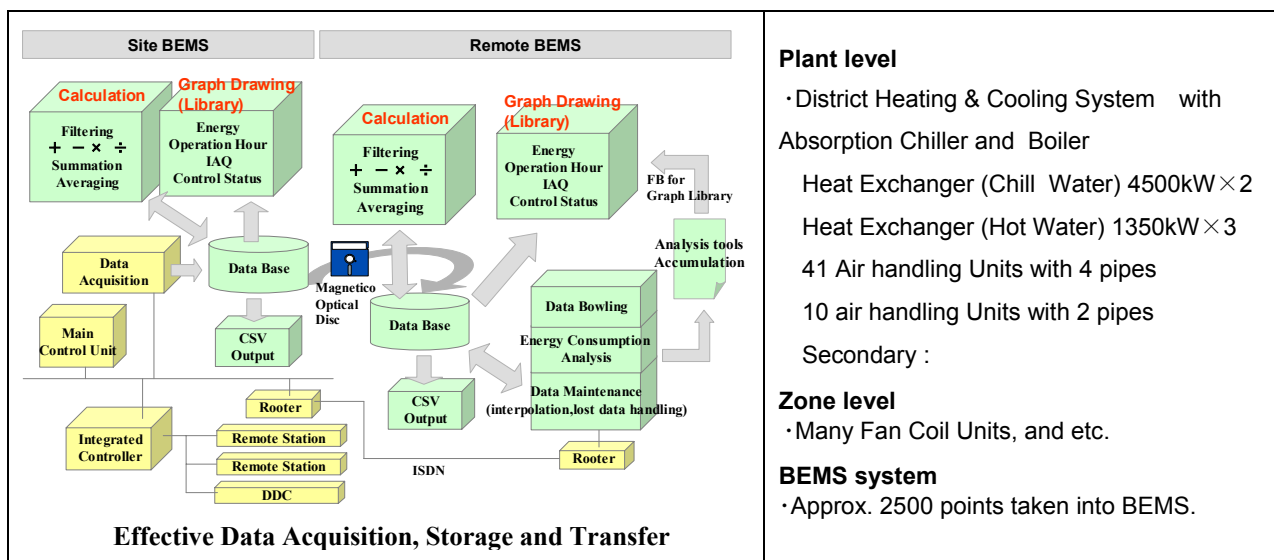 Site BEMS
Remote BEMS
Calculation
Filtering
+ − × ÷
Summation
Averaging
Graph Drawing
(Library)
Energy
Operation Hour
IAQ
Control Status
Calculation
Filtering
+ − × ÷
Summation
Averaging
Graph Drawing
(Library)
Energy
Operation Hour
IAQ
Control Status
FB for
Graph Library
Analysis tools
Accumulation
Data
Acquisition
Data Base
Magnetico
Optical
Disc
Data Base
Data Bowling
Energy Consumption
Analysis
Data Maintenance
(interpolation,lost data handling)
Main
Control Unit
CSV
Output
CSV
Output
Rooter
Integrated
Controller
Remote Station
Remote Station
DDC
ISDN
Rooter
Effective Data Acquisition, Storage and Transfer
Plant level
・District Heating & Cooling System with
Absorption Chiller and Boiler
Heat Exchanger (Chill Water) 4500kW×2
Heat Exchanger (Hot Water) 1350kW×3
41 Air handling Units with 4 pipes
10 air handling Units with 2 pipes
Secondary :
Zone level
・Many Fan Coil Units, and etc.
BEMS system
・Approx. 2500 points taken into BEMS.